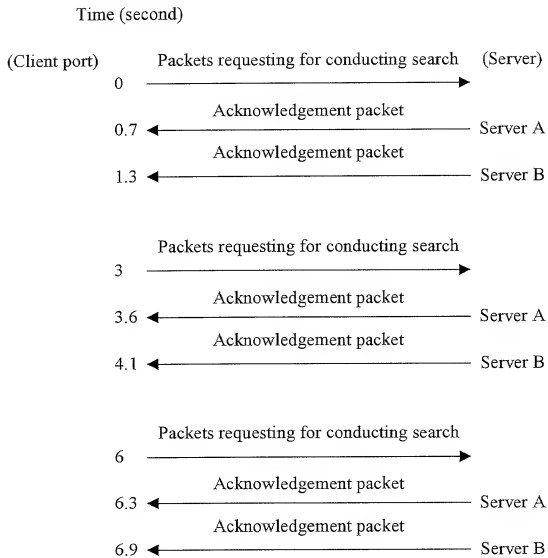 Time (second)
(Client port) Packets requesting for conducting search (Server)
0
Acknowledgement packet
0.7 Server A
Acknowledgement packet
1.3 Server B
Packets requesting for conducting search
3
Acknowledgement packet
3.6 Server A
Acknowledgement packet
4.1 Server B
Packets requesting for conducting search
6
Acknowledgement packet
6.3 Server A
Acknowledgement packet
6.9 Server B